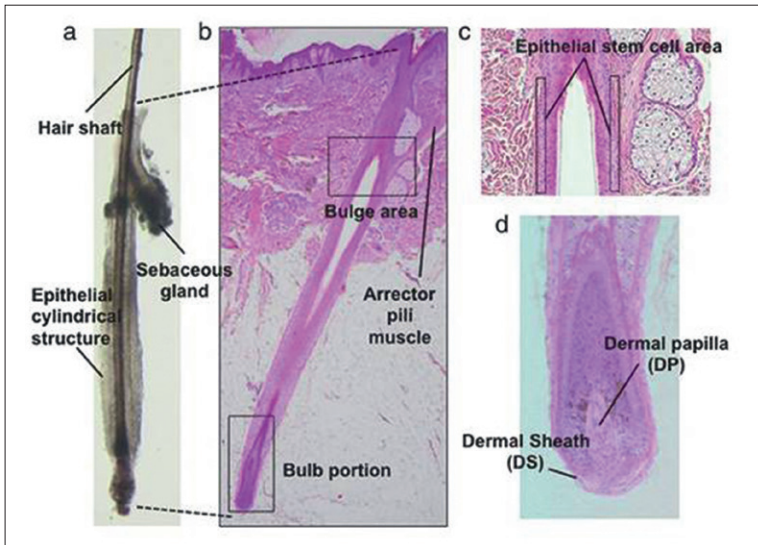 a
Hair shaft
Sebaceous
gland
Epithelial
cylindrical
structure
b
Bulge area
Arrector
pili
muscle
Bulb portion
c
Epithelial stem cell area
d
Dermal papilla
(DP)
Dermal Sheath
(DS)